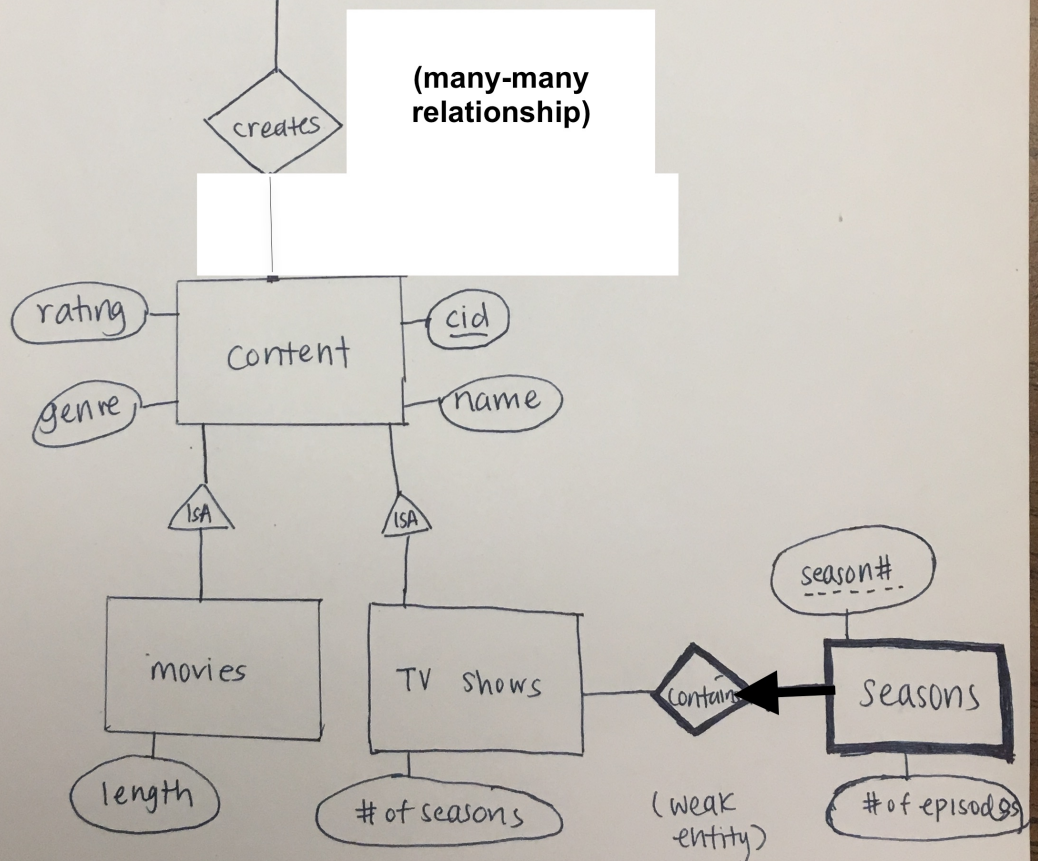 (many-many
relationship)
creates
rating
cid
content
genre
name
ISA
ISA
season#
movies
TV shows
contains
seasons
length
# of seasons
(weak
entity)
# of episodes